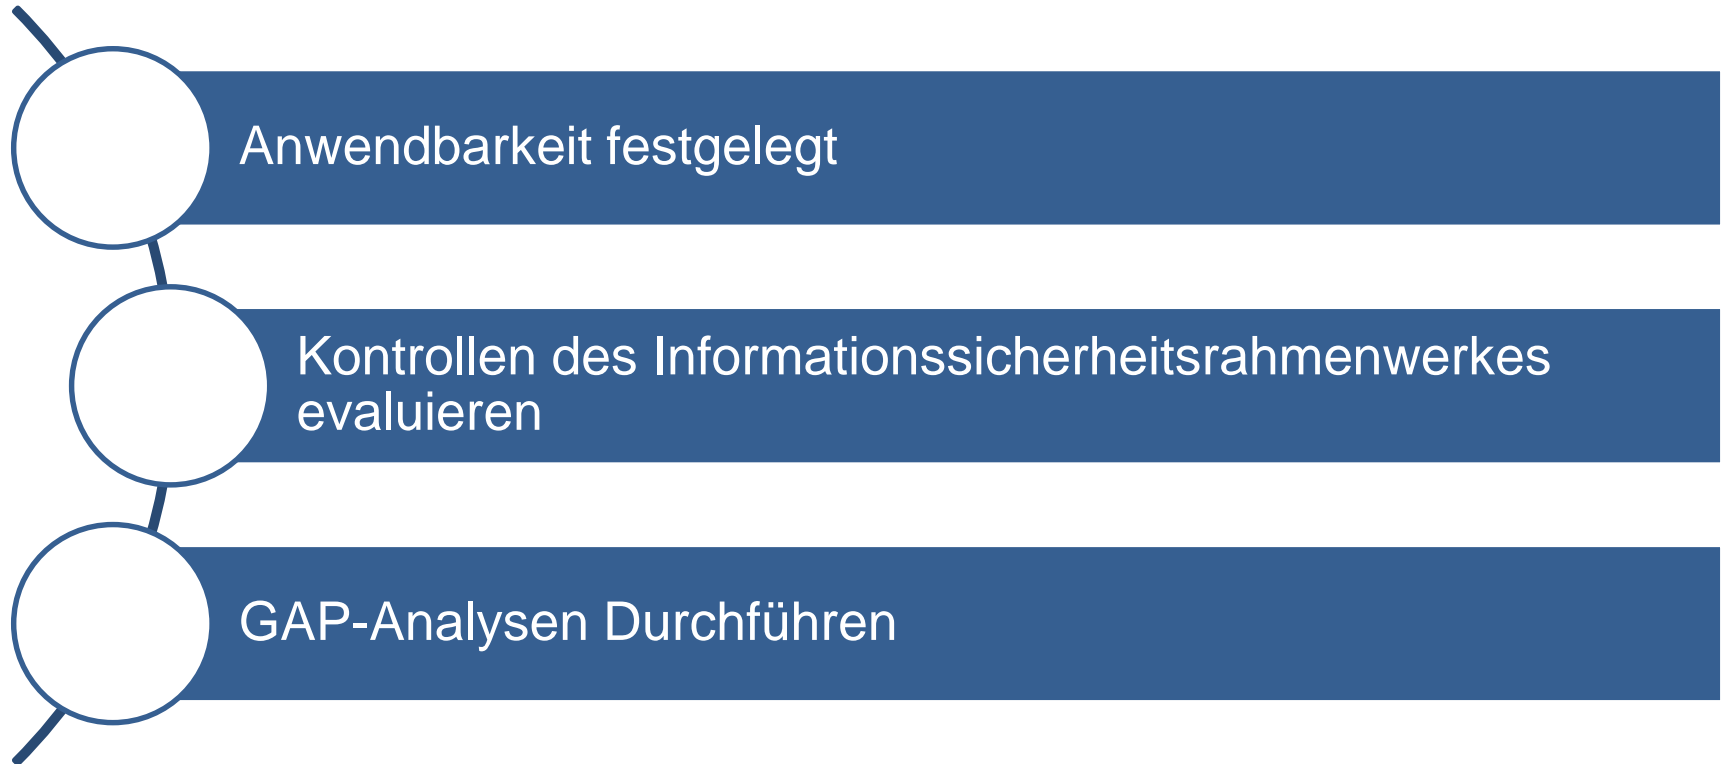 Anwendbarkeit festgelegt
Kontrollen des Informationssicherheitsrahmenwerkes
evaluieren
GAP-Analysen Durchführen